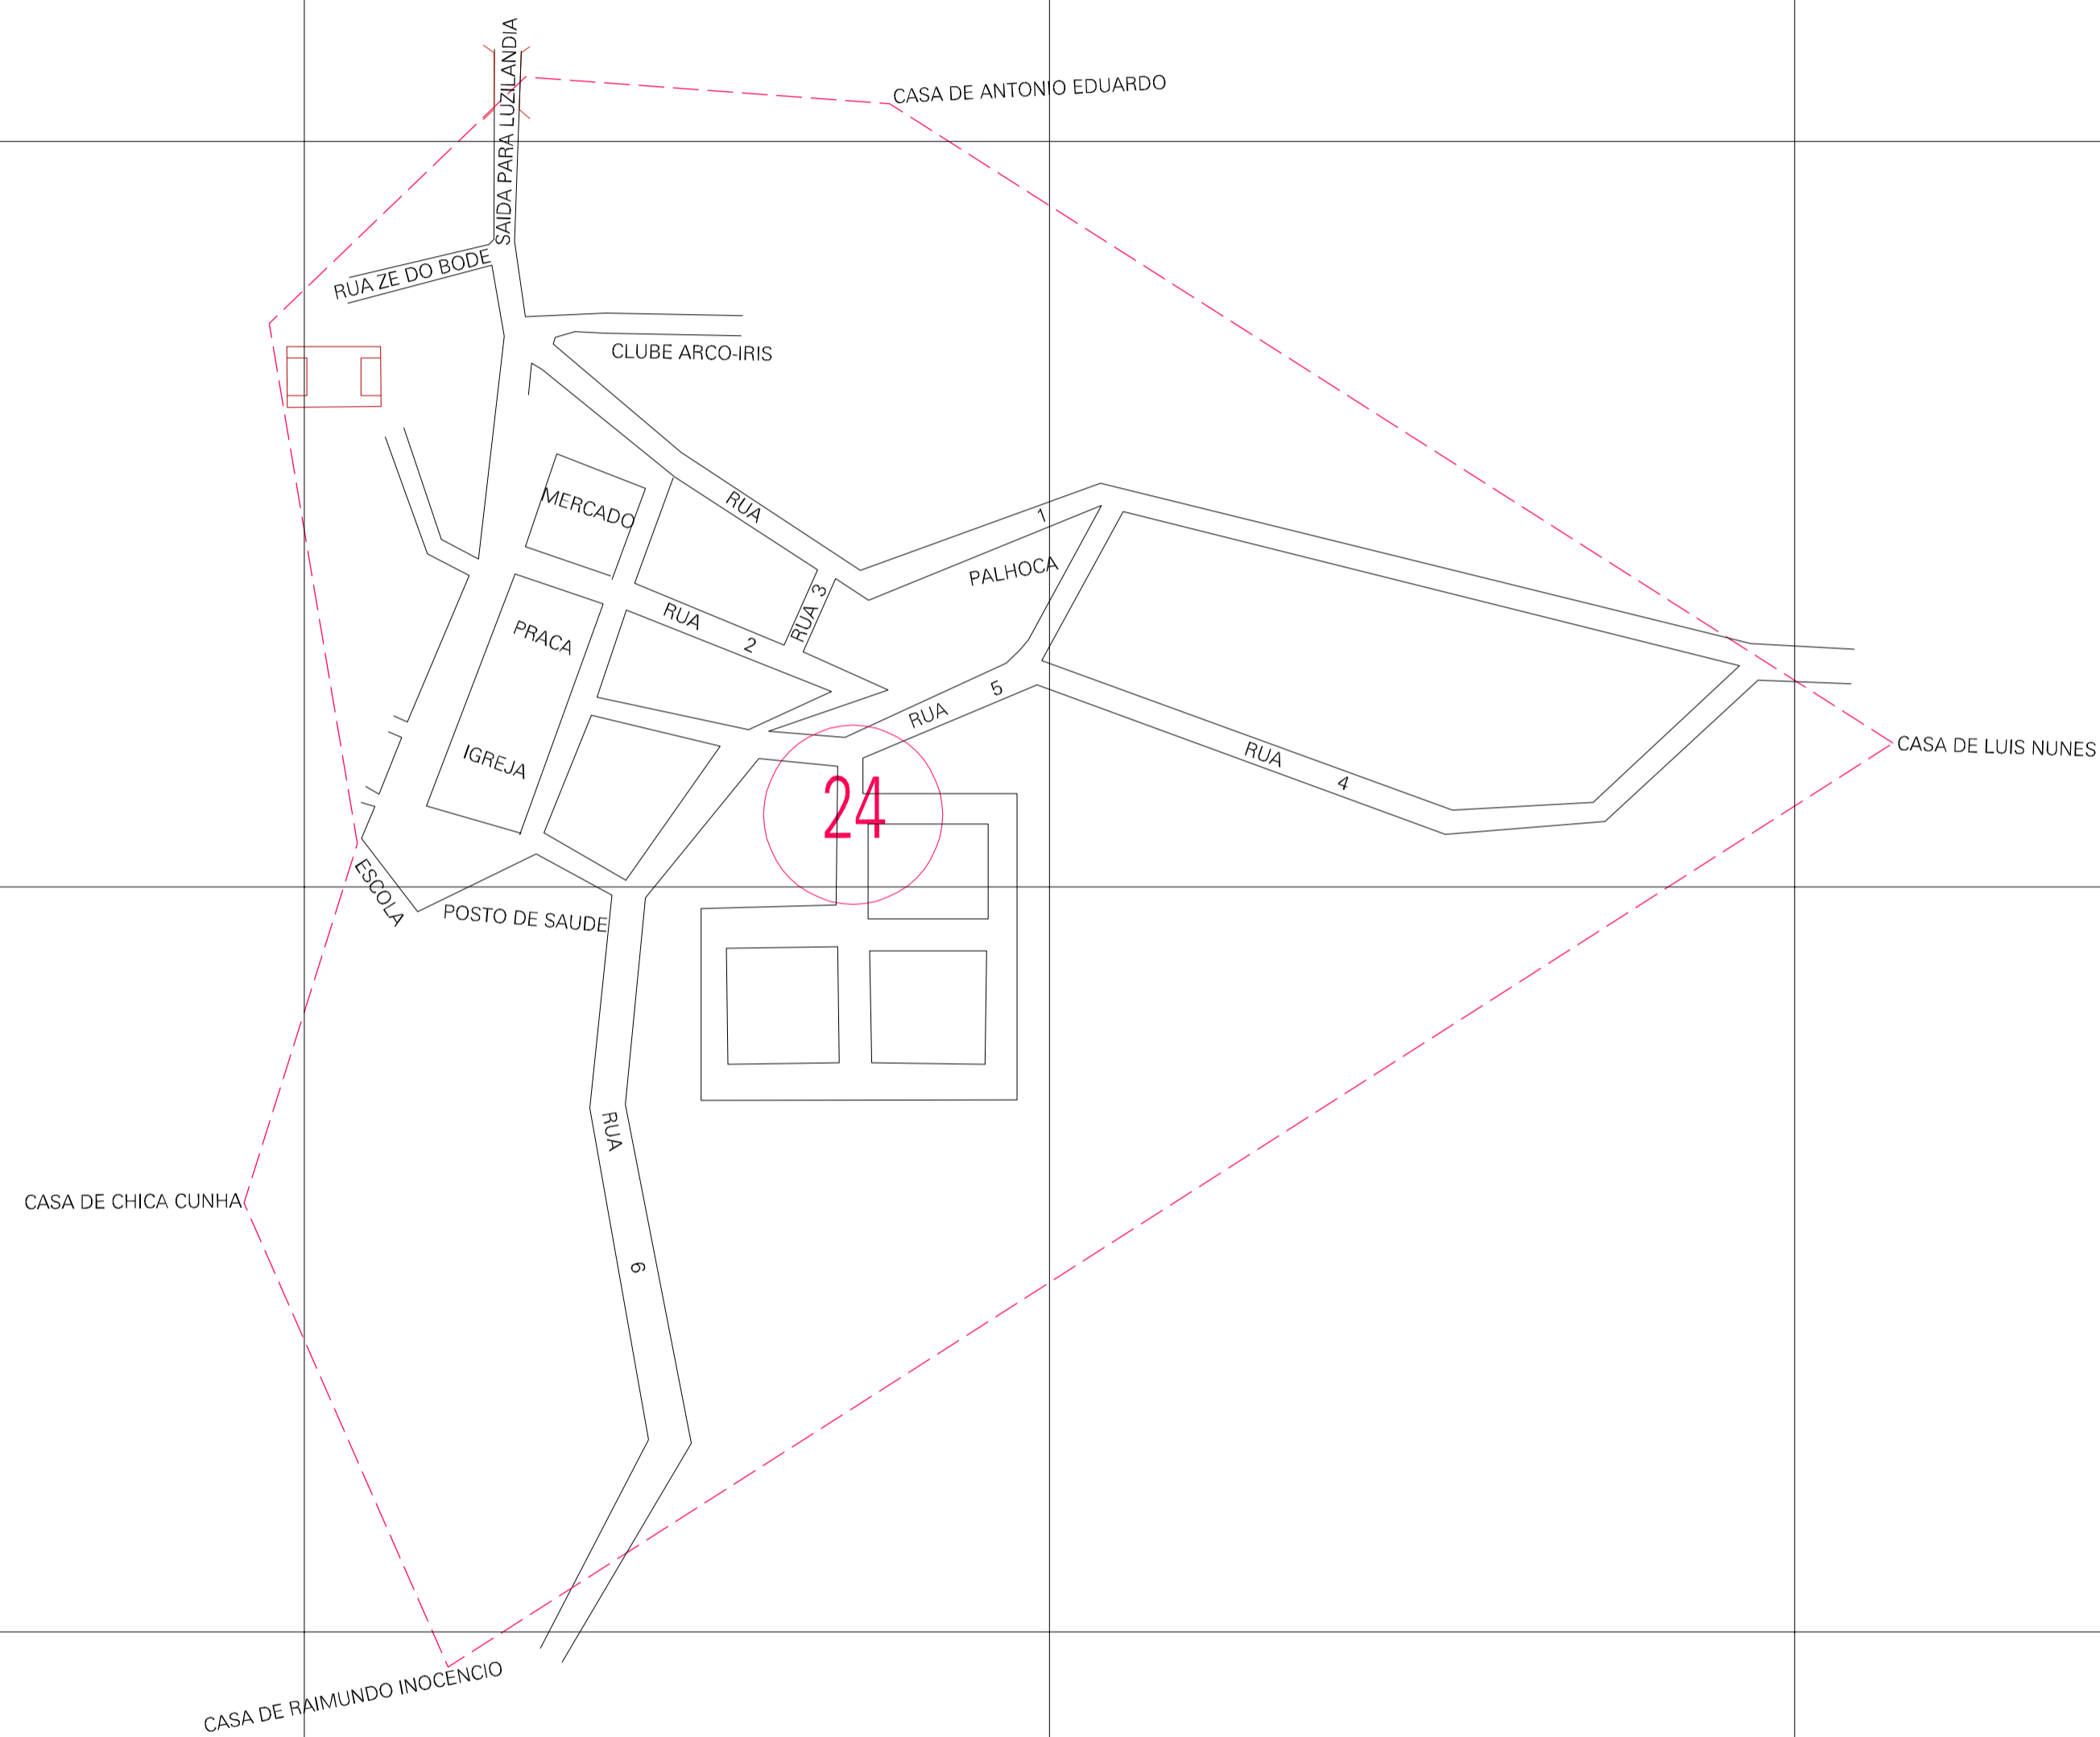 SAIDA PARA LUZILANDIA
CASA DE ANTONIO EDUARDO
RUA ZE DO BODE
CLUBE ARCO-IRIS
MERCADO
RUA 1
PALHOCA
RUA 3
RUA 2
PRACA
RUA 5
IGREJA
RUA 4
CASA DE LUIS NUNES
24
ESCOLA
POSTO DE SAUDE
RUA 6
CASA DE CHICA CUNHA
CASA DE RAIMUNDO INOCENCIO